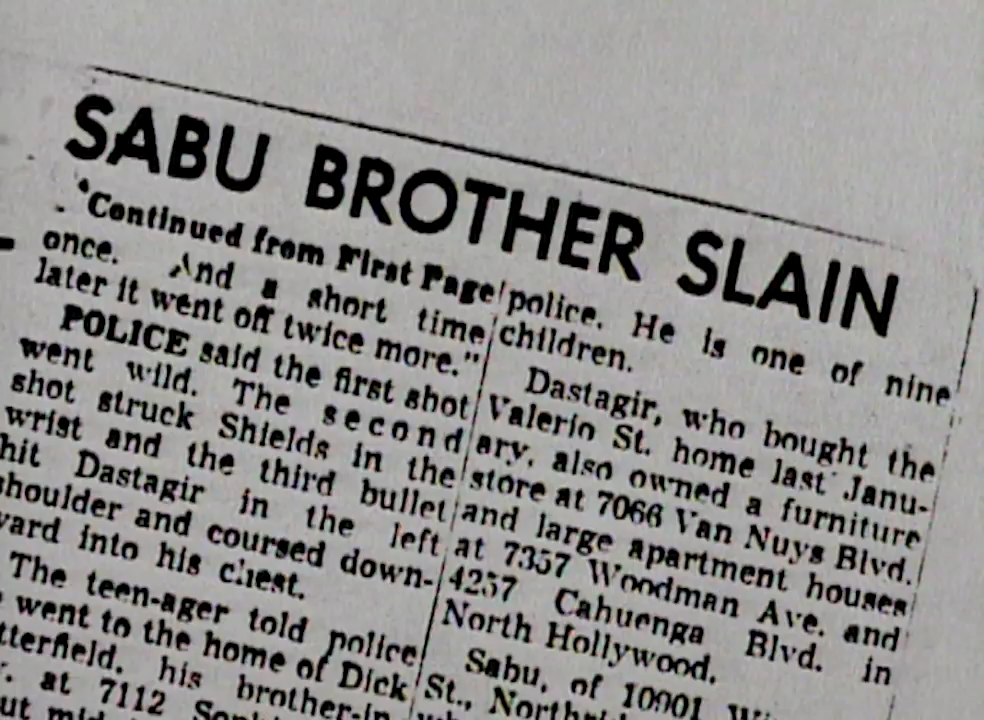 SABU BROTHER SLAIN
Continued from First Page
once. And a short time
later it went off twice more."
POLICE said the first shot
went wild. The second
shot struck Shields in the
wrist and the third bullet
hit Dastagir in the left
shoulder and coursed down-
ward into his chest.
The teen-ager told police
went to the home of Dick
tterfield, his brother-in
at 7112
police. He is one of nine
children.
Dastagir, who bought the
Valerio St. home last Janu-
ary, also owned a furniture
store at 7066 Van Nuys Blvd.
and large apartment houses
at 7357 Woodman Ave. and
4257 Cahuenga Blvd. in
North Hollywood.
Sabu, of 10901
St.,